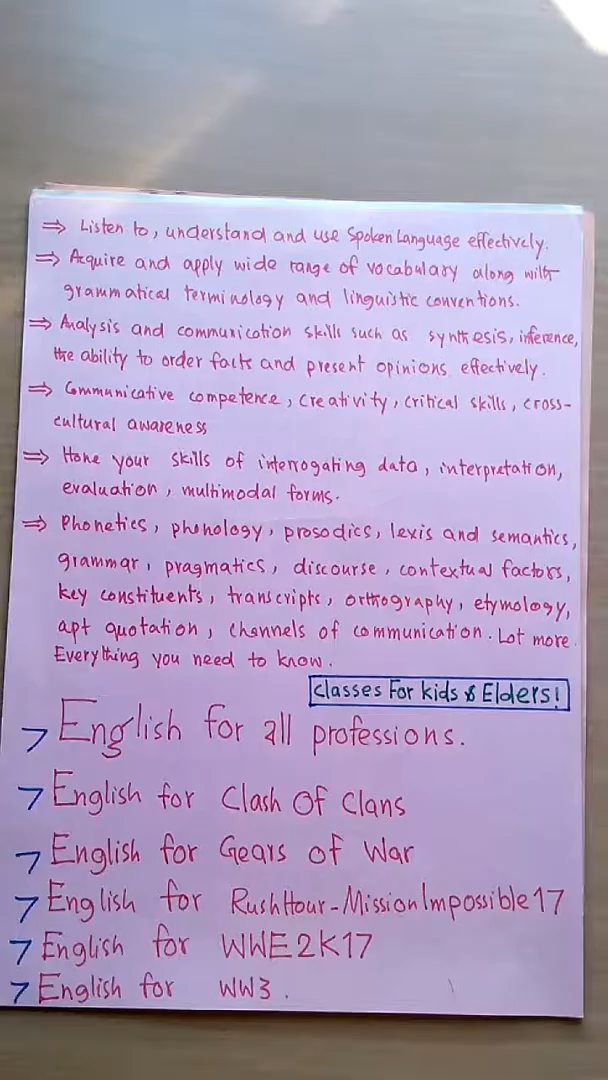 ⇒ Listen to, understand and use Spoken Language effectively.
⇒ Acquire and apply wide range of vocabulary along with
grammatical terminology and linguistic conventions.
⇒ Analysis and communication skills such as synthesis, inference,
the ability to order facts and present opinions effectively.
⇒ Communicative competence, creativity, critical skills, cross-
cultural awareness
⇒ Hone your skills of interrogating data, interpretation,
evaluation, multimodal forms.
⇒ Phonetics, phonology, prosodics, lexis and semantics,
grammar, pragmatics, discourse, contextual factors,
key constituents, transcripts, orthography, etymology,
apt quotation, channels of communication. Lot more.
Everything you need to know.
Classes For kids & Elders!
7 English for all professions.
7 English for Clash Of Clans
7 English for Gears of War
7 English for RushHour-MissionImpossible17
7 English for WWE2K17
7 English for WW3.